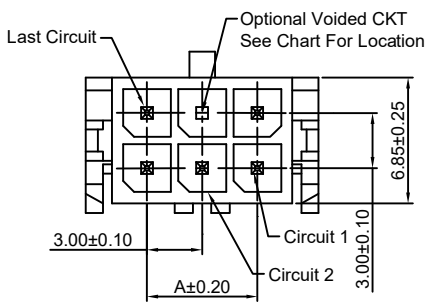 Optional Voided CKT
See Chart For Location
Last Circuit
6.85±0.25
3.00±0.10
Circuit 1
3.00±0.10
Circuit 2
A±0.20